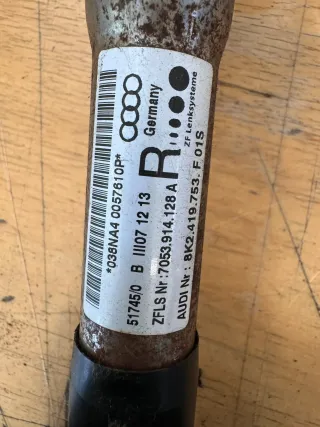 *038NA4 0057610P*
Germany
R
ZF Lenksysteme
51745/0 B III07 12 13
ZFLS Nr : 7053.914.128 A
AUDI Nr : 8K2.419.753. F 01S